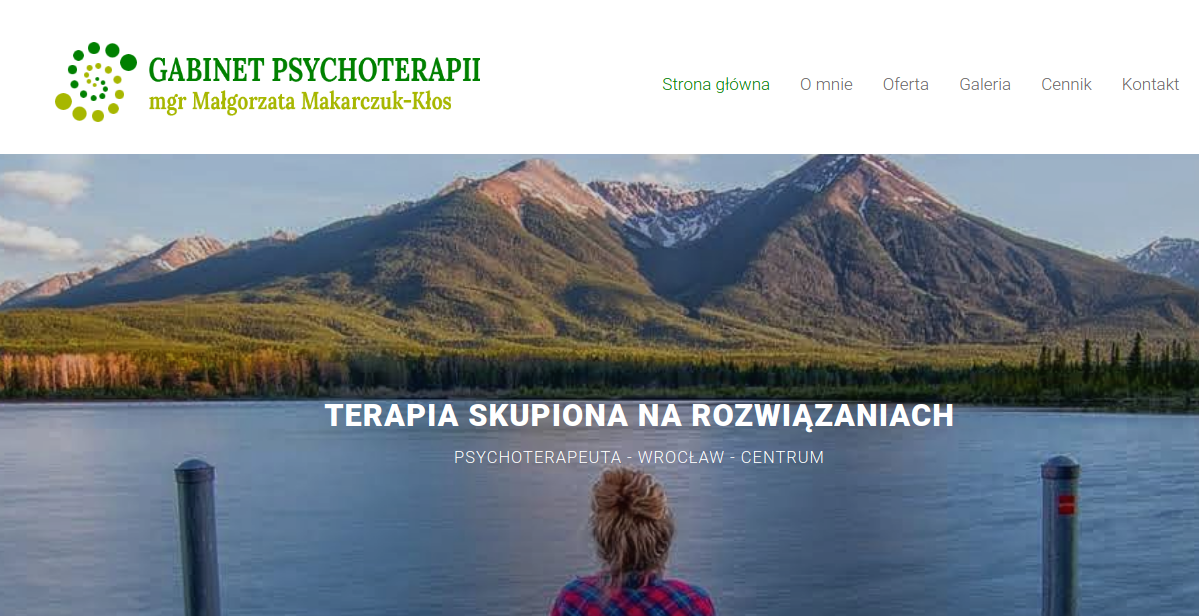 GABINET PSYCHOTERAPII
mgr Małgorzata Makarczuk-Kłos
Strona główna O mnie Oferta Galeria Cennik Kontakt
TERAPIA SKUPIONA NA ROZWIĄZANIACH
PSYCHOTERAPEUTA - WROCŁAW - CENTRUM